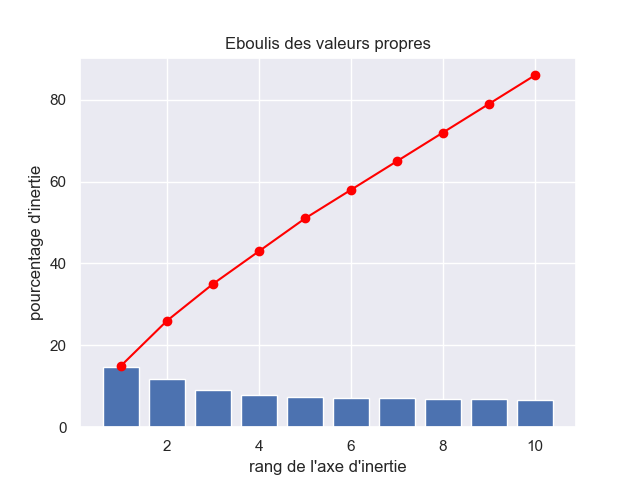 Eboulis des valeurs propres
pourcentage d'inertie
80
60
40
20
0
2 4 6 8 10
rang de l'axe d'inertie